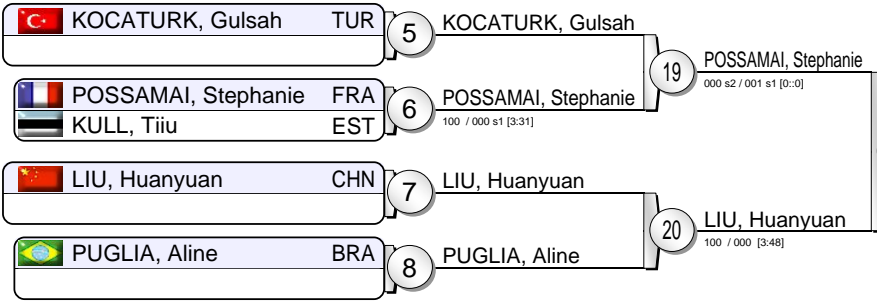 KOCATURK, Gulsah TUR
5
KOCATURK, Gulsah
POSSAMAI, Stephanie FRA
KULL, Tiiu EST
6
POSSAMAI, Stephanie
100 / 000 s1 [3:31]
19
POSSAMAI, Stephanie
000 s2 / 001 s1 [0::0]
LIU, Huanyuan CHN
7
LIU, Huanyuan
PUGLIA, Aline BRA
8
PUGLIA, Aline
20
LIU, Huanyuan
100 / 000 [3:48]